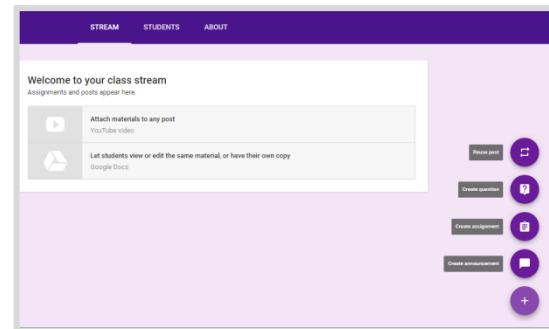 STREAM STUDENTS ABOUT
Welcome to your class stream
Assignments and posts appear here.
Attach materials to any post
YouTube video
Let students view or edit the same material, or have their own copy
Google Docs
Reuse post
Create question
Create assignment
Create announcement